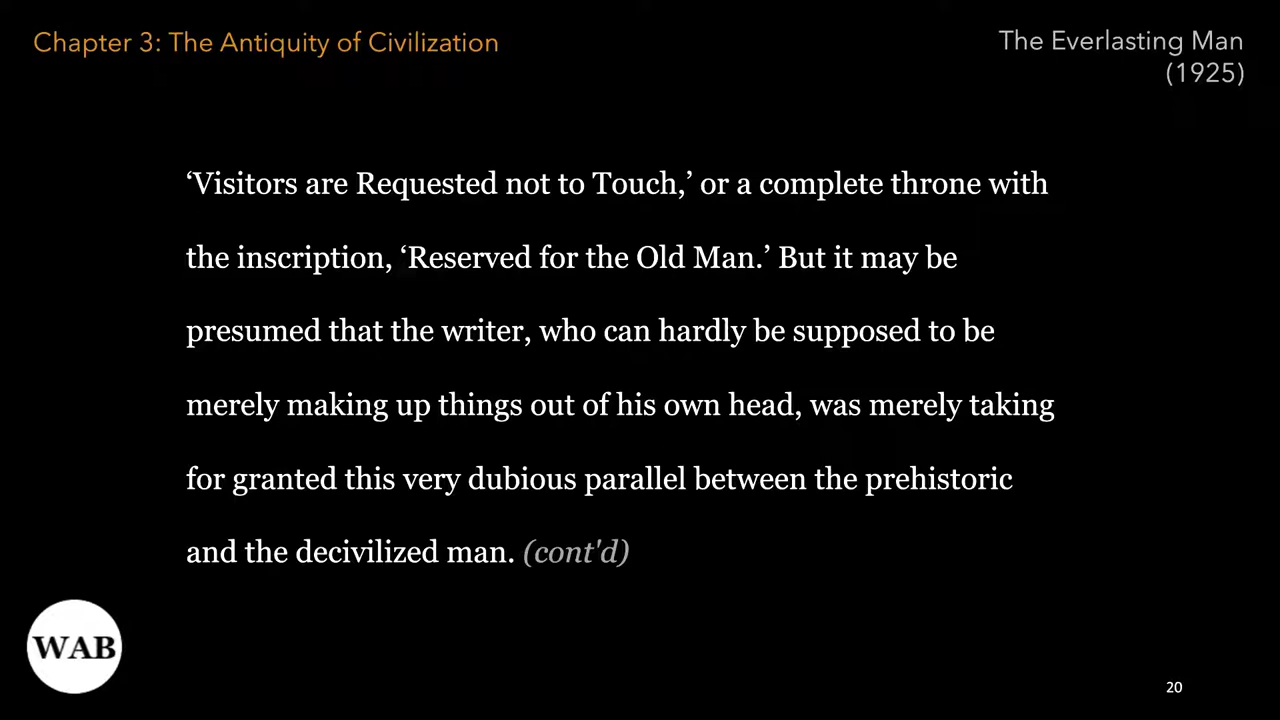 Chapter 3: The Antiquity of Civilization
The Everlasting Man
(1925)
‘Visitors are Requested not to Touch,’ or a complete throne with
the inscription, ‘Reserved for the Old Man.’ But it may be
presumed that the writer, who can hardly be supposed to be
merely making up things out of his own head, was merely taking
for granted this very dubious parallel between the prehistoric
and the decivilized man. (cont'd)
WAB
20